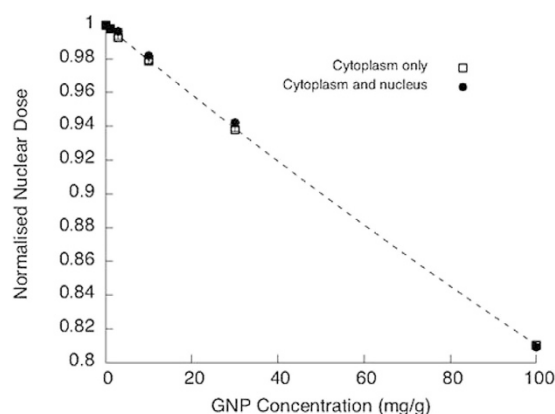 1
0.98
0.96
0.94
0.92
0.9
0.88
0.86
0.84
0.82
0.8
Normalised Nuclear Dose
Cytoplasm only
Cytoplasm and nucleus
0 20 40 60 80 100
GNP Concentration (mg/g)